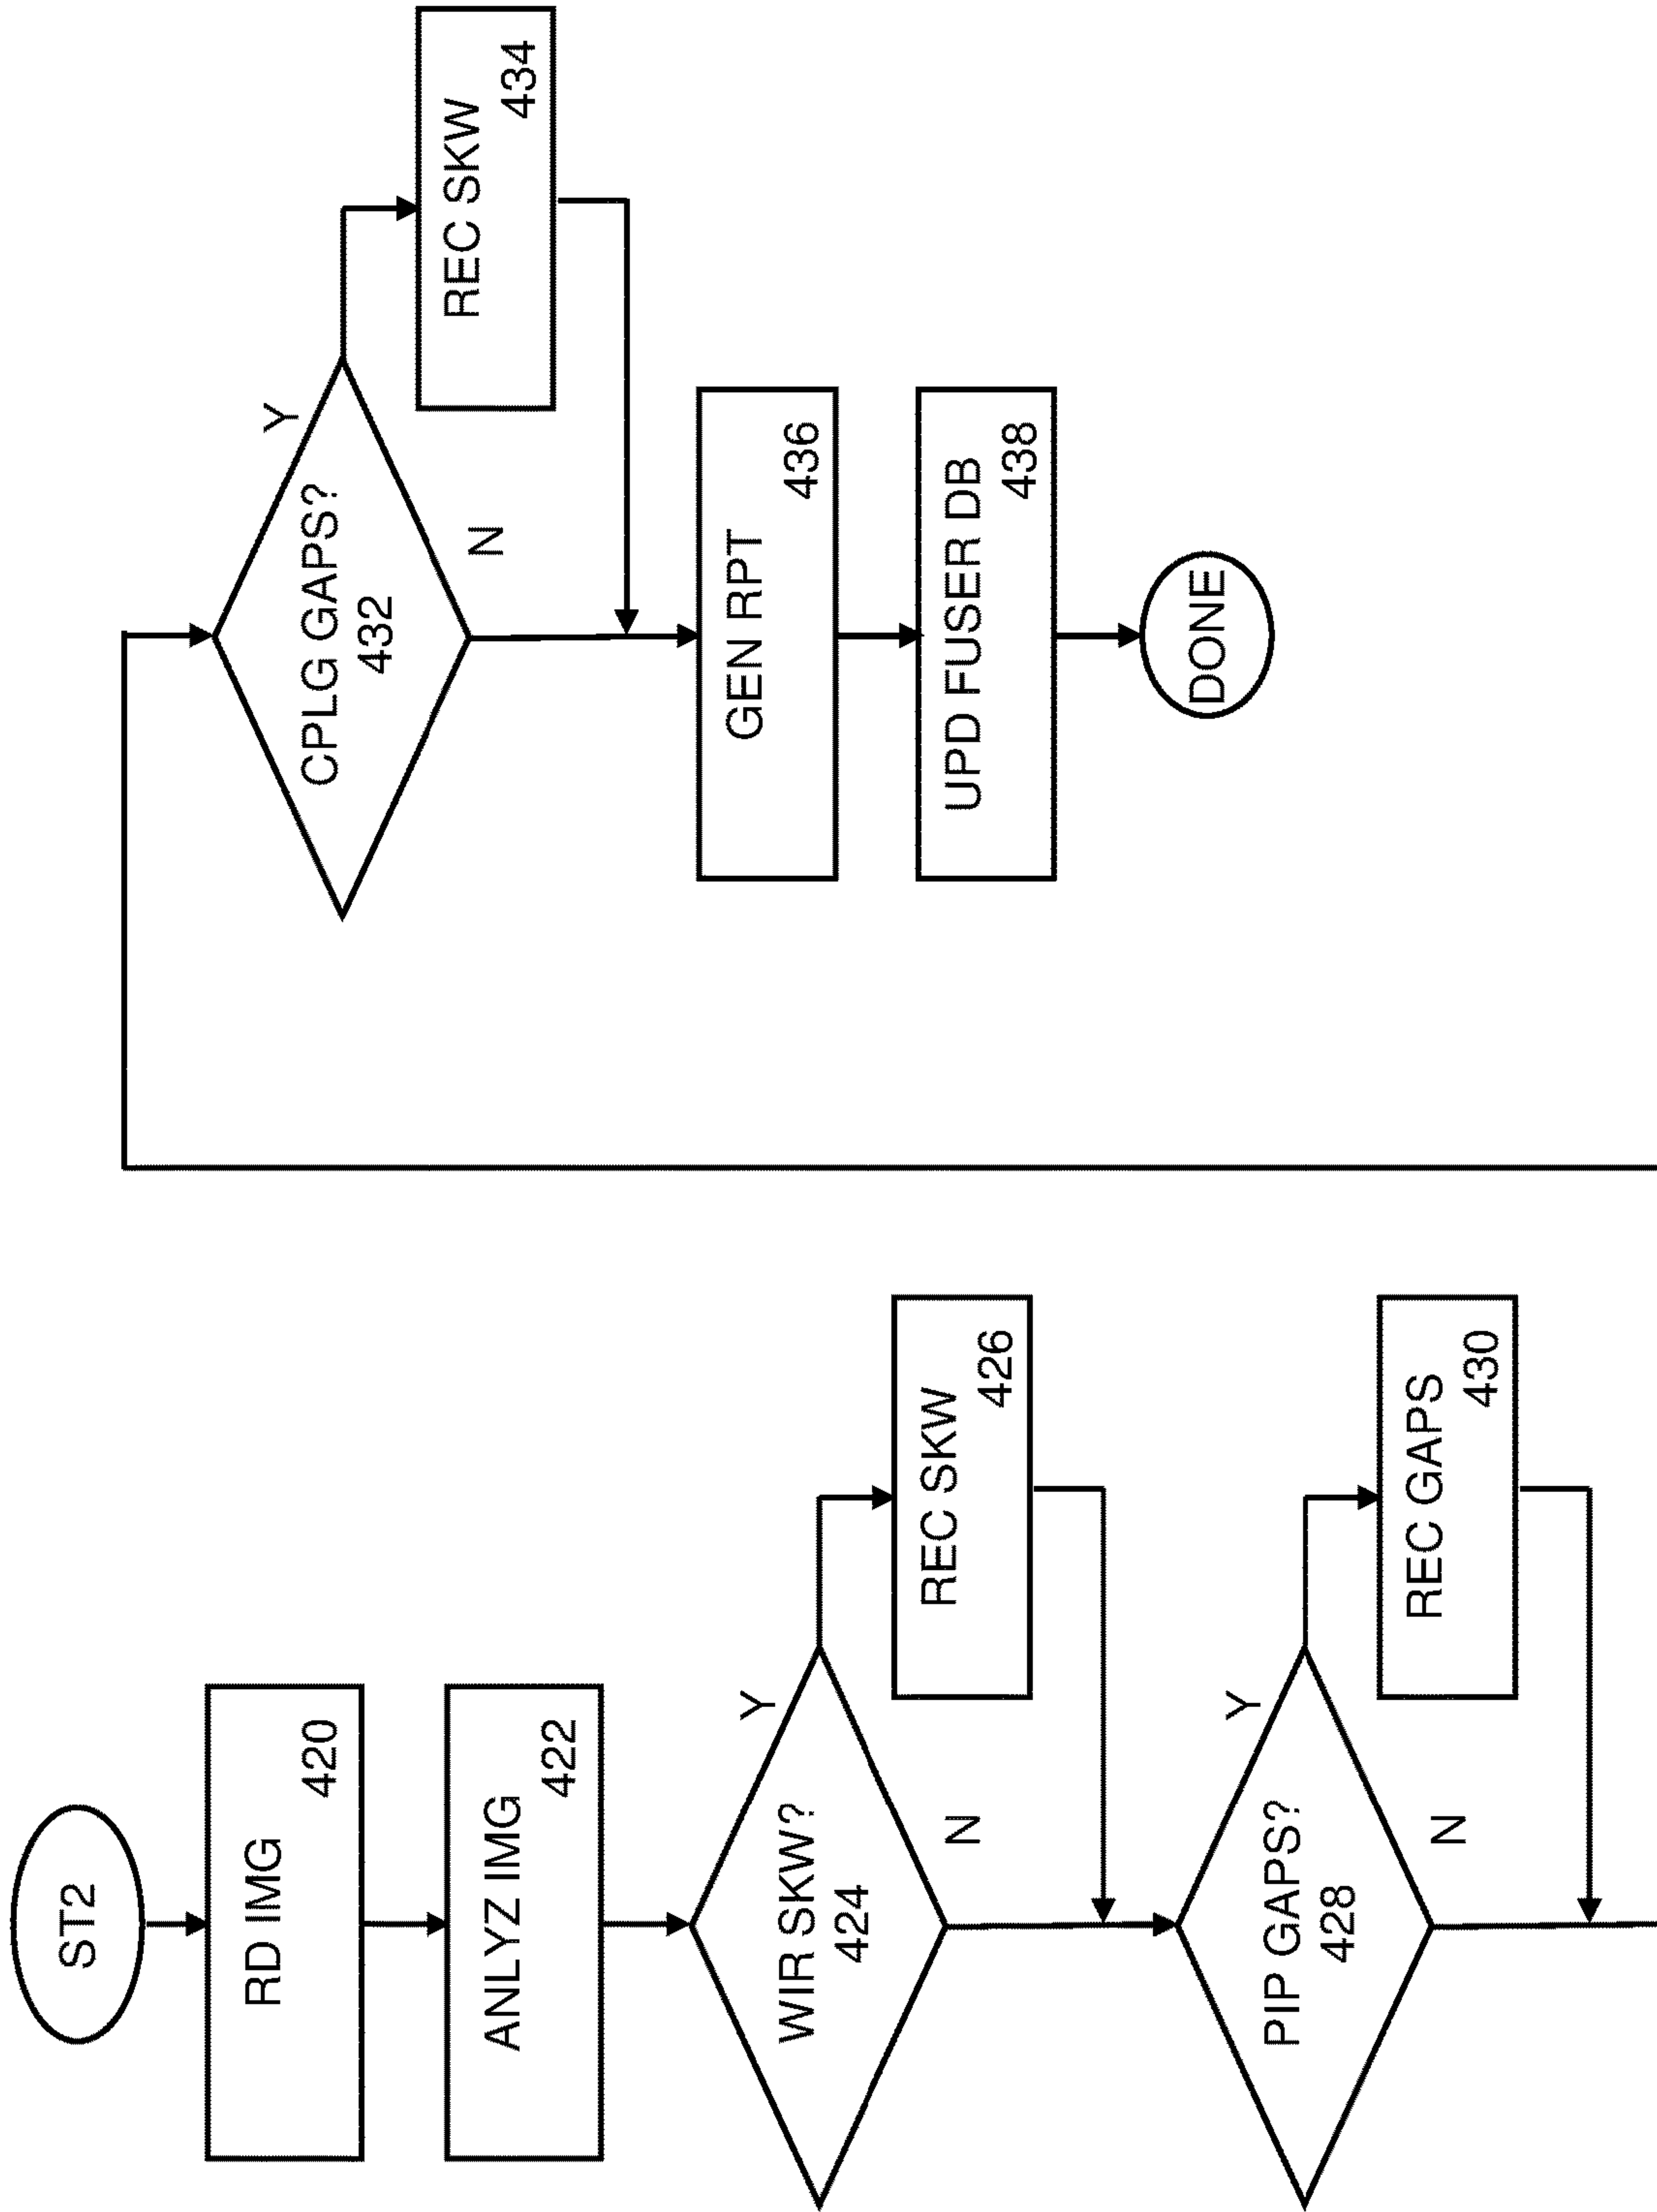 ST2
RD IMG
420
ANLYZ IMG
422
WIR SKW?
424
Y
N
REC SKW
426
PIP GAPS?
428
Y
N
REC GAPS
430
CPLG GAPS?
432
Y
N
REC SKW
434
GEN RPT
436
UPD FUSER DB
438
DONE